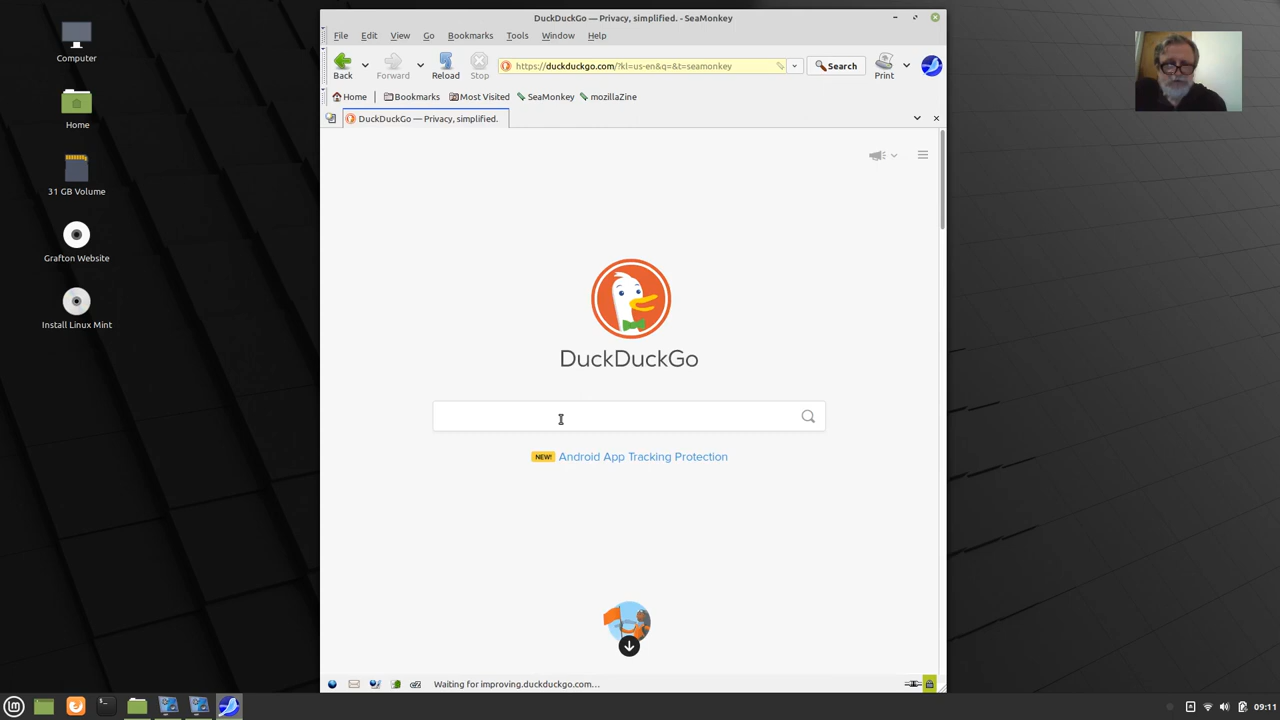 DuckDuckGo — Privacy, simplified. - SeaMonkey
File Edit View Go Bookmarks Tools Window Help
Back Forward Reload Stop https://duckduckgo.com/?kl=us-en&q=&t=seamonkey Search Print
Home Bookmarks Most Visited SeaMonkey mozillaZine
DuckDuckGo — Privacy, simplified.
Computer
Home
31 GB Volume
Grafton Website
Install Linux Mint
DuckDuckGo
NEW! Android App Tracking Protection
Waiting for improving.duckduckgo.com...
09:11